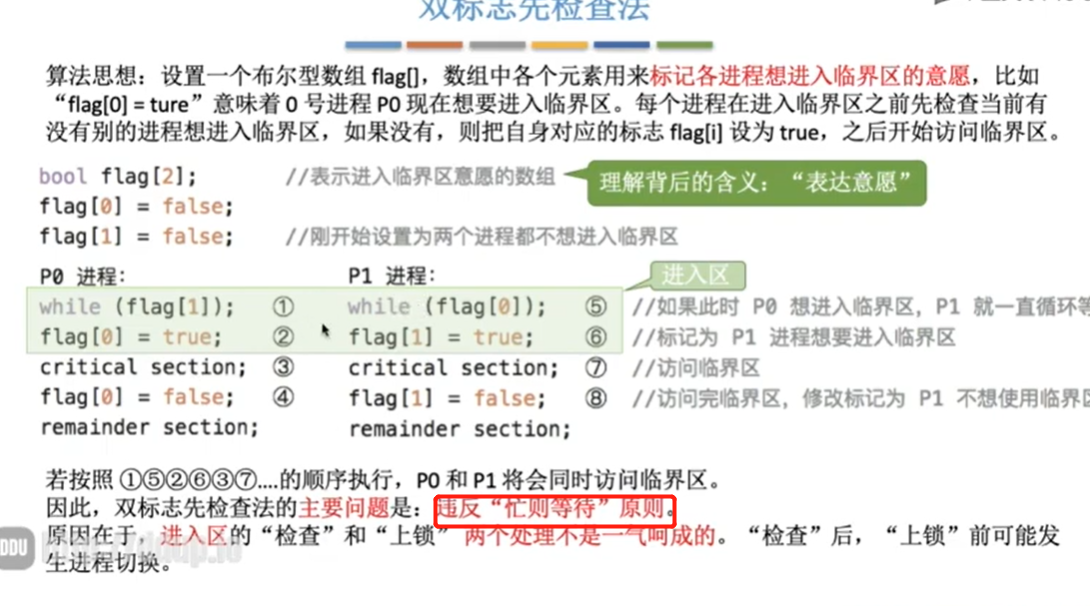 双标志先检查法
算法思想：设置一个布尔型数组 flag[]，数组中各个元素用来标记各进程想进入临界区的意愿，比如
“flag[0] = ture”意味着 0 号进程 P0 现在想要进入临界区。每个进程在进入临界区之前先检查当前有
没有别的进程想进入临界区，如果没有，则把自身对应的标志 flag[i] 设为 true，之后开始访问临界区。
bool flag[2]; //表示进入临界区意愿的数组
理解背后的含义：“表达意愿”
flag[0] = false;
flag[1] = false; //刚开始设置为两个进程都不想进入临界区
P0 进程： P1 进程： 进入区
while (flag[1]); ① while (flag[0]); ⑤ //如果此时 P0 想进入临界区，P1 就一直循环等
flag[0] = true; ② flag[1] = true; ⑥ //标记为 P1 进程想要进入临界区
critical section; ③ critical section; ⑦ //访问临界区
flag[0] = false; ④ flag[1] = false; ⑧ //访问完临界区，修改标记为 P1 不想使用临界区
remainder section; remainder section;
若按照 ①⑤②⑥③⑦....的顺序执行，P0 和 P1 将会同时访问临界区。
因此，双标志先检查法的主要问题是：违反“忙则等待”原则。
原因在于，进入区的“检查”和“上锁” 两个处理不是一气呵成的。“检查”后，“上锁”前可能发
生进程切换。